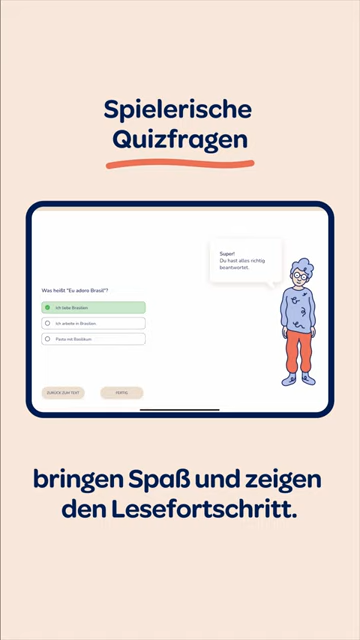 Spielerische
Quizfragen
Super!
Du hast alles richtig
beantwortet.
Was heißt "Eu adoro Brasil"?
Ich liebe Brasilien
Ich arbeite in Brasilien
Pasta mit Basilikum
ZURÜCK ZUM TEXT
FERTIG
bringen Spaß und zeigen
den Lesefortschritt.